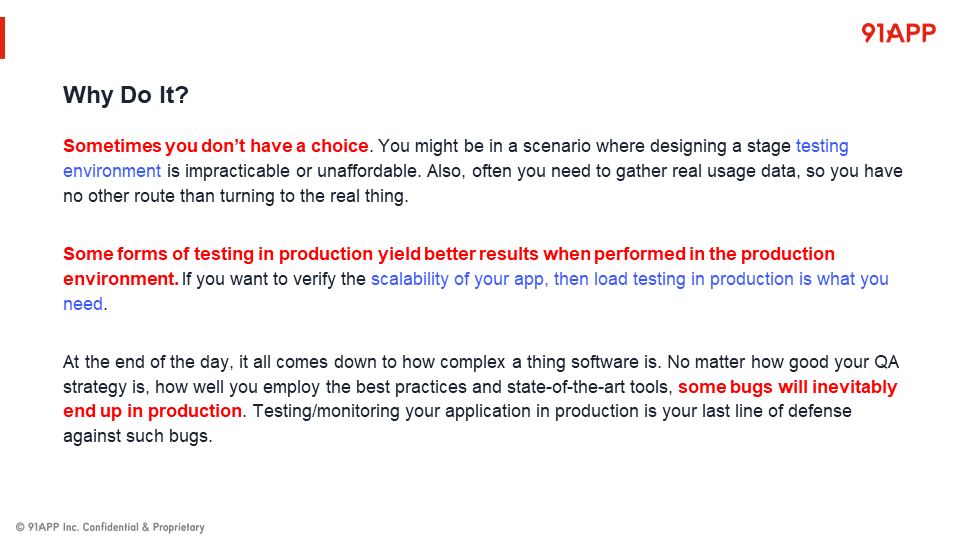 91APP
Why Do It?
Sometimes you don’t have a choice. You might be in a scenario where designing a stage testing
environment is impracticable or unaffordable. Also, often you need to gather real usage data, so you have
no other route than turning to the real thing.
Some forms of testing in production yield better results when performed in the production
environment. If you want to verify the scalability of your app, then load testing in production is what you
need.
At the end of the day, it all comes down to how complex a thing software is. No matter how good your QA
strategy is, how well you employ the best practices and state-of-the-art tools, some bugs will inevitably
end up in production. Testing/monitoring your application in production is your last line of defense
against such bugs.
© 91APP Inc. Confidential & Proprietary